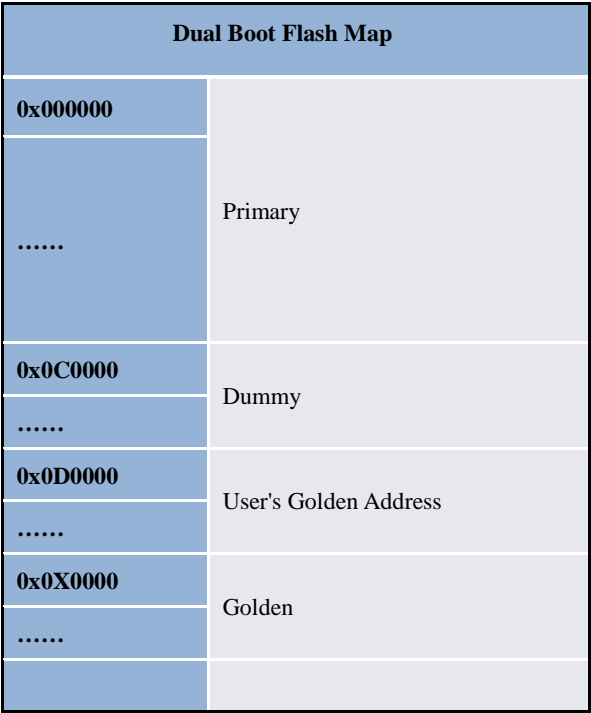 Dual Boot Flash Map
0x000000
Primary
……
0x0C0000
Dummy
……
0x0D0000
User's Golden Address
……
0x0X0000
Golden
……